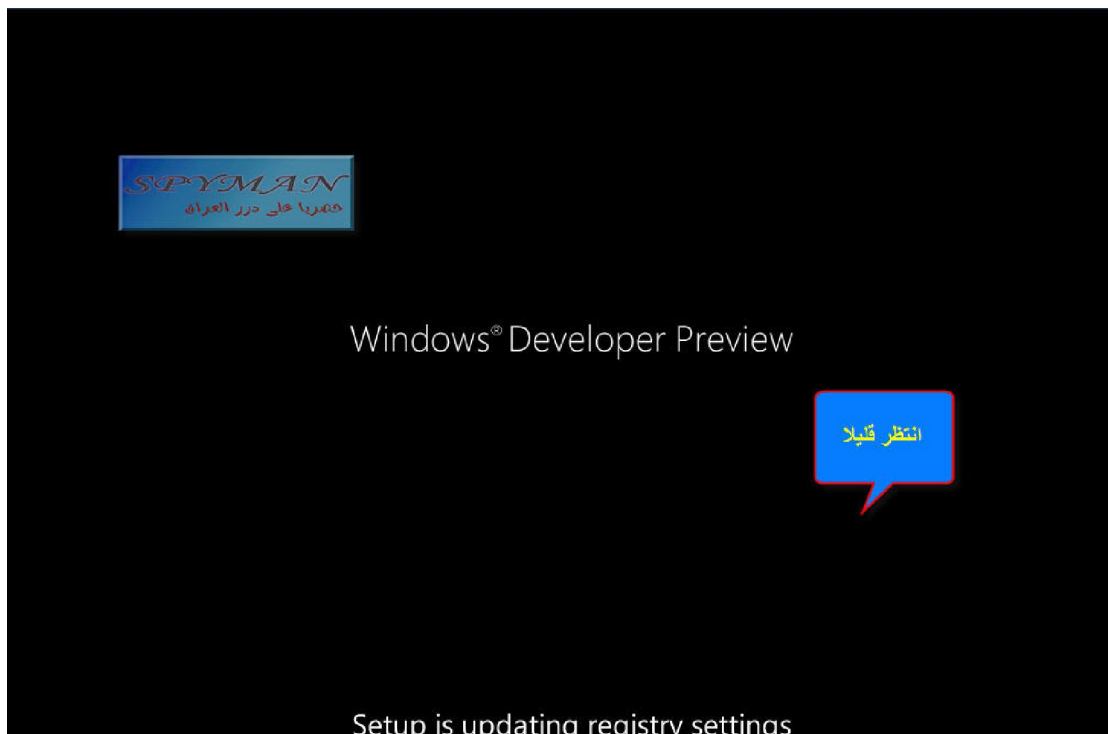 SPYMAN
حصريا على درر العراق
Windows® Developer Preview
انتظر قليلا
Setup is updating registry settings